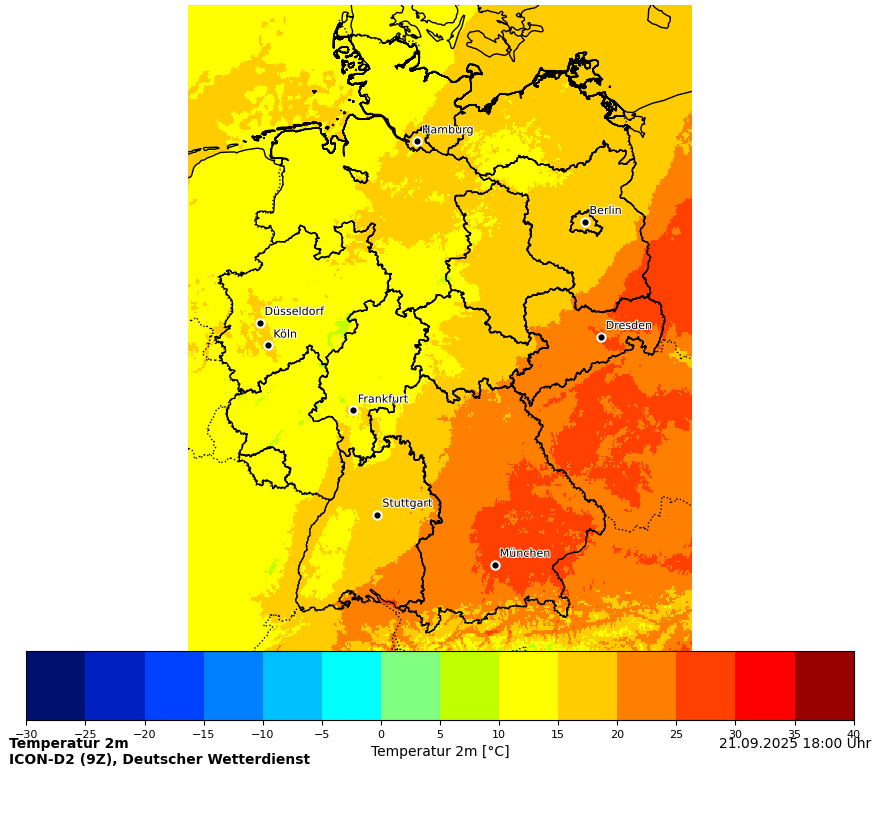 Hamburg
Berlin
Düsseldorf
Köln
Dresden
Frankfurt
Stuttgart
München
−30 −25 −20 −15 −10 −5 0 5 10 15 20 25 30 35 40
Temperatur 2m
Temperatur 2m [°C]
21.09.2025 18:00 Uhr
ICON-D2 (9Z), Deutscher Wetterdienst